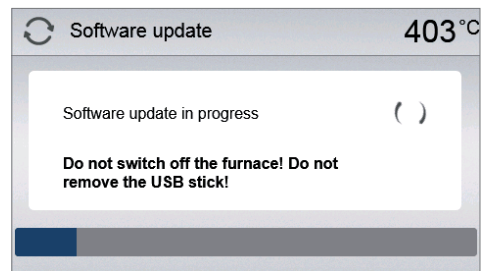 Software update 403°C
Software update in progress
Do not switch off the furnace! Do not
remove the USB stick!